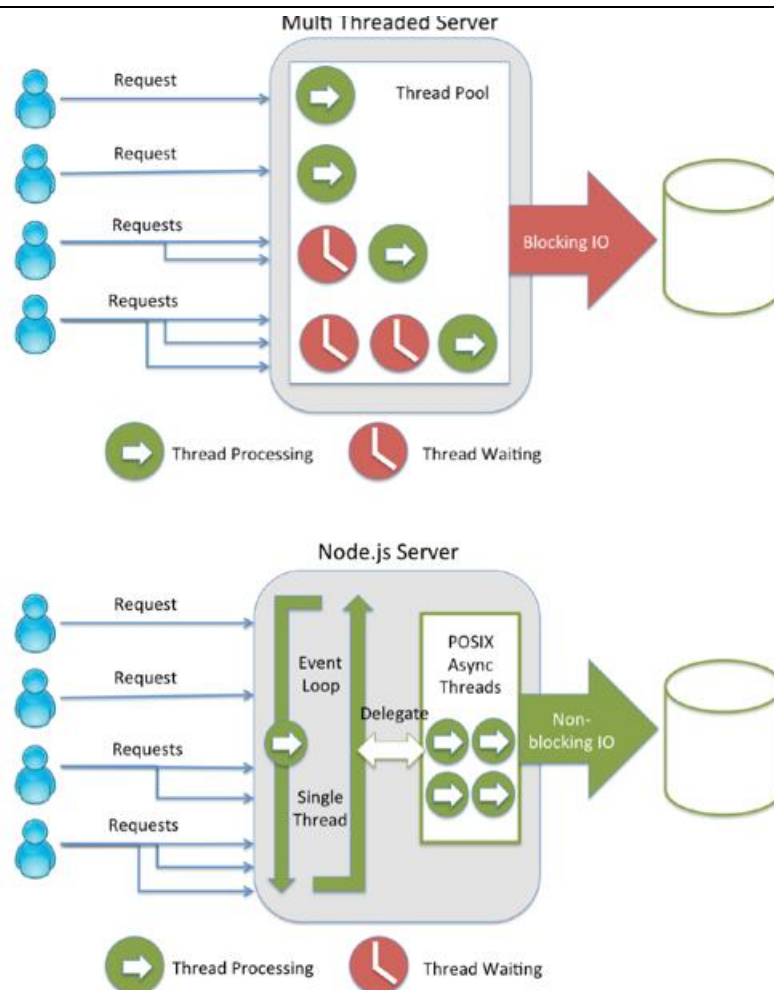 Multi Threaded Server
Request
Thread Pool
Request
Requests
Blocking IO
Requests
Thread Processing
Thread Waiting
Node.js Server
Request
POSIX
Async
Threads
Event
Loop
Request
Delegate
Non-
blocking IO
Requests
Single
Thread
Requests
Thread Processing
Thread Waiting